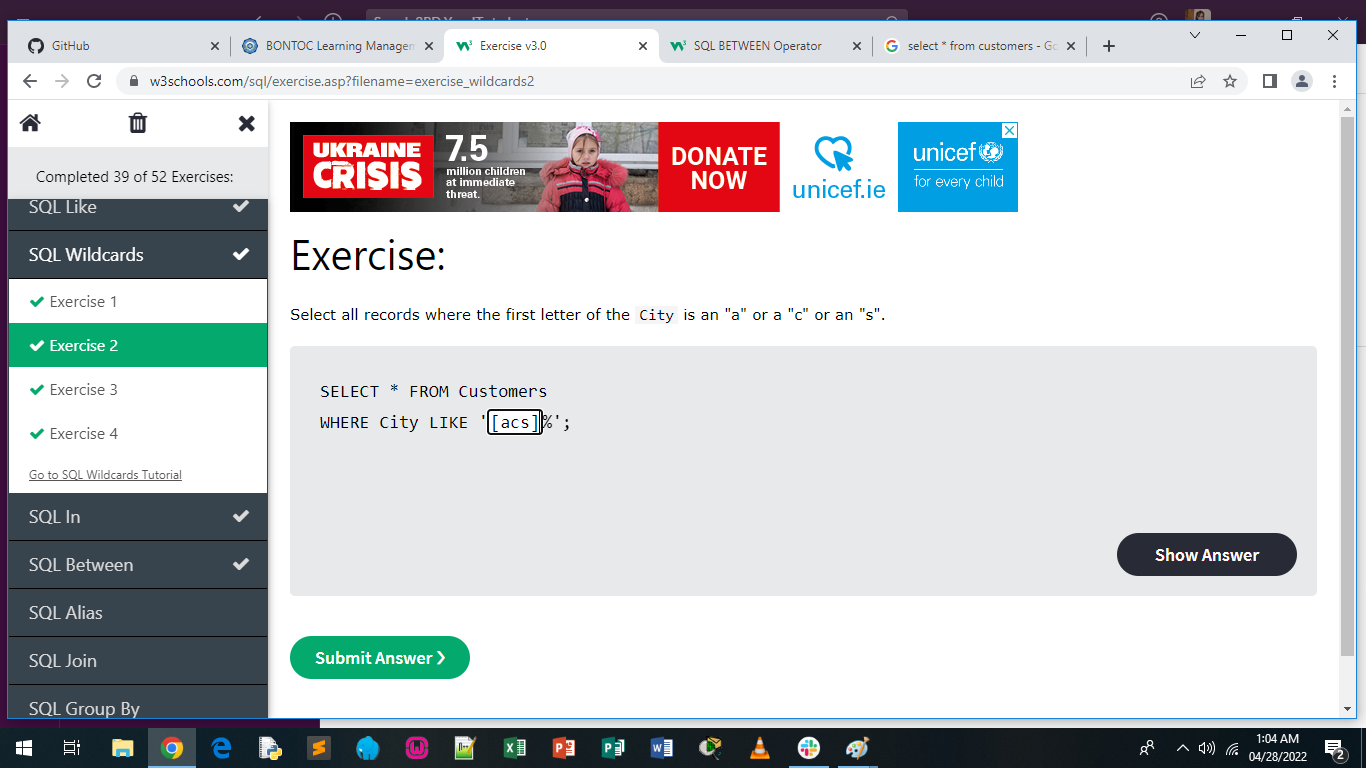 GitHub
BONTOC Learning Managem
Exercise v3.0
SQL BETWEEN Operator
select * from customers - Go
w3schools.com/sql/exercise.asp?filename=exercise_wildcards2
Completed 39 of 52 Exercises:
SQL Like
SQL Wildcards
Exercise 1
Exercise 2
Exercise 3
Exercise 4
Go to SQL Wildcards Tutorial
SQL In
SQL Between
SQL Alias
SQL Join
SQL Group By
UKRAINE
CRISIS
7.5
million children
at immediate
threat.
DONATE
NOW
unicef.ie
unicef
for every child
Exercise:
Select all records where the first letter of the City is an "a" or a "c" or an "s".
SELECT * FROM Customers
WHERE City LIKE '[acs]%';
Show Answer
Submit Answer ❯
1:04 AM
04/28/2022
2